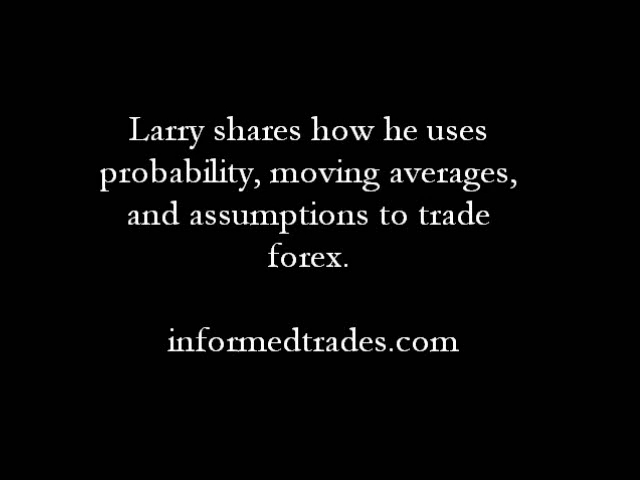 Larry shares how he uses
probability, moving averages,
and assumptions to trade
forex.
informedtrades.com